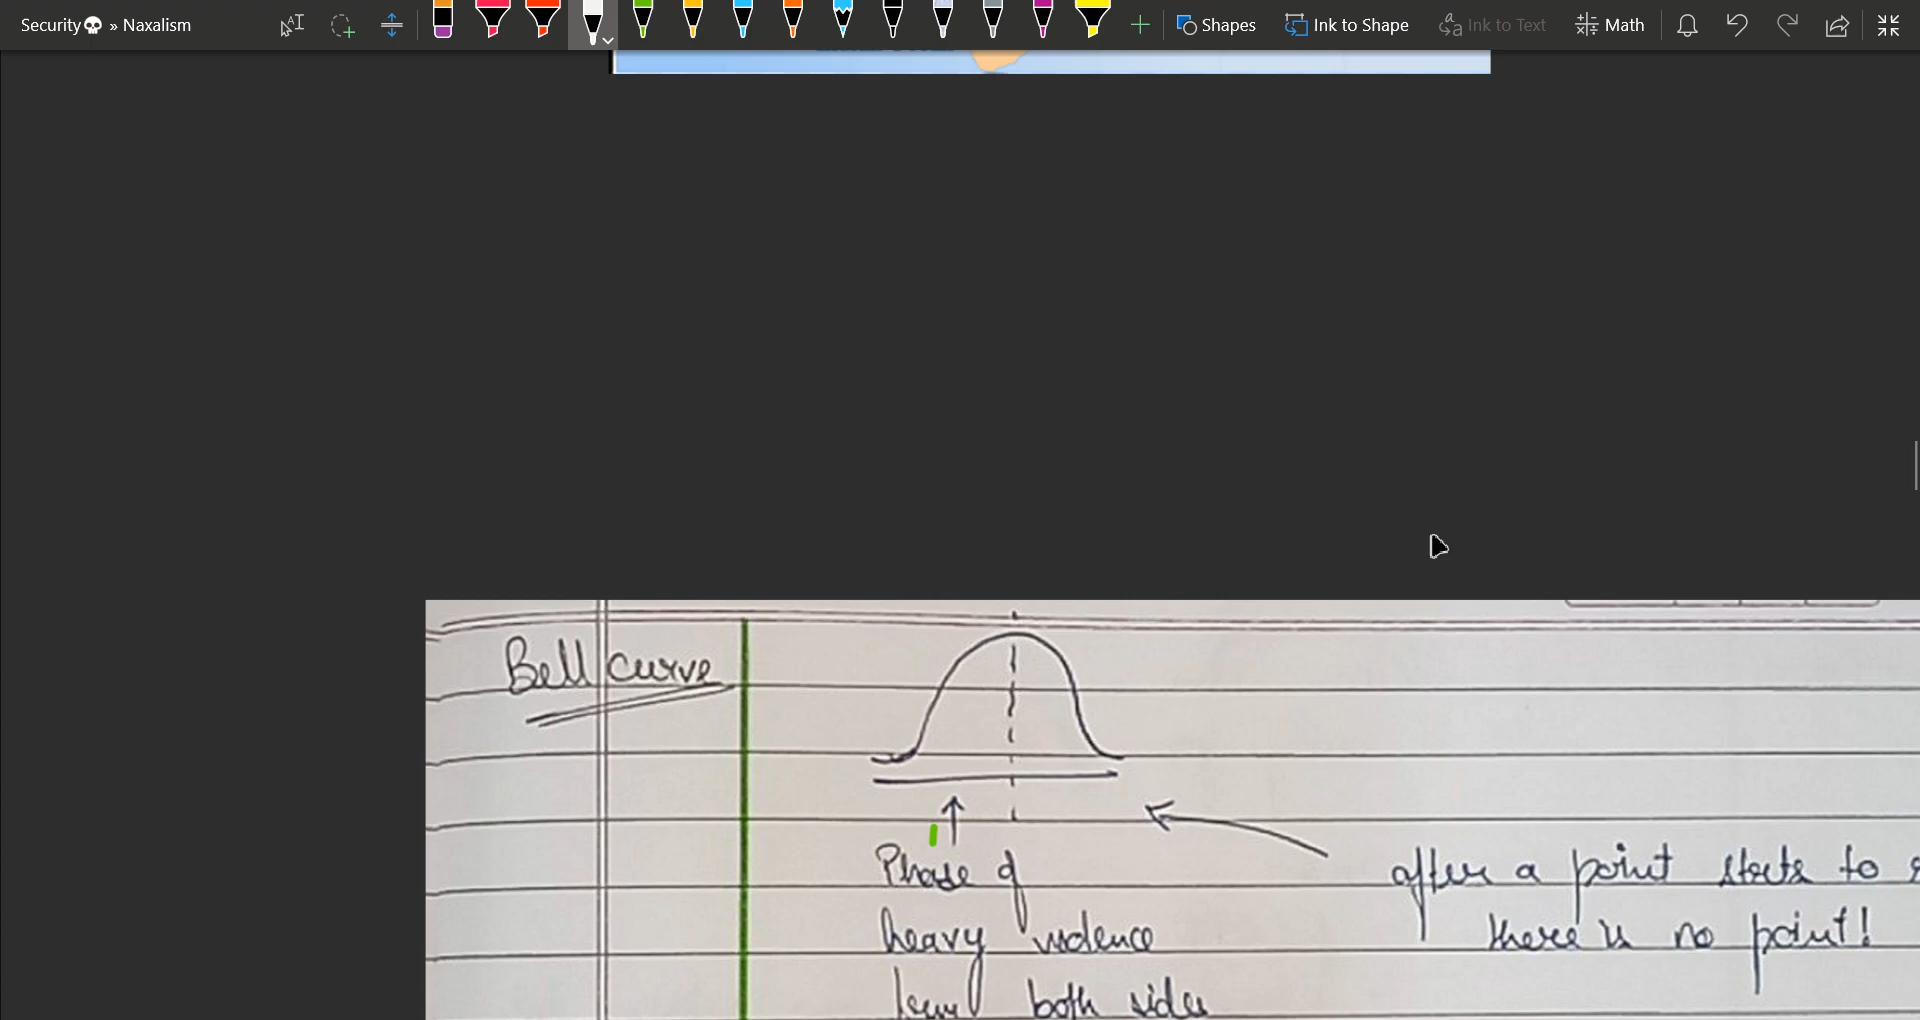 Security💀 » Naxalism
Shapes
Ink to Shape
Ink to Text
Math
Bell curve
Phase of
after a point starts to
heavy violence
there is no point!
both sides